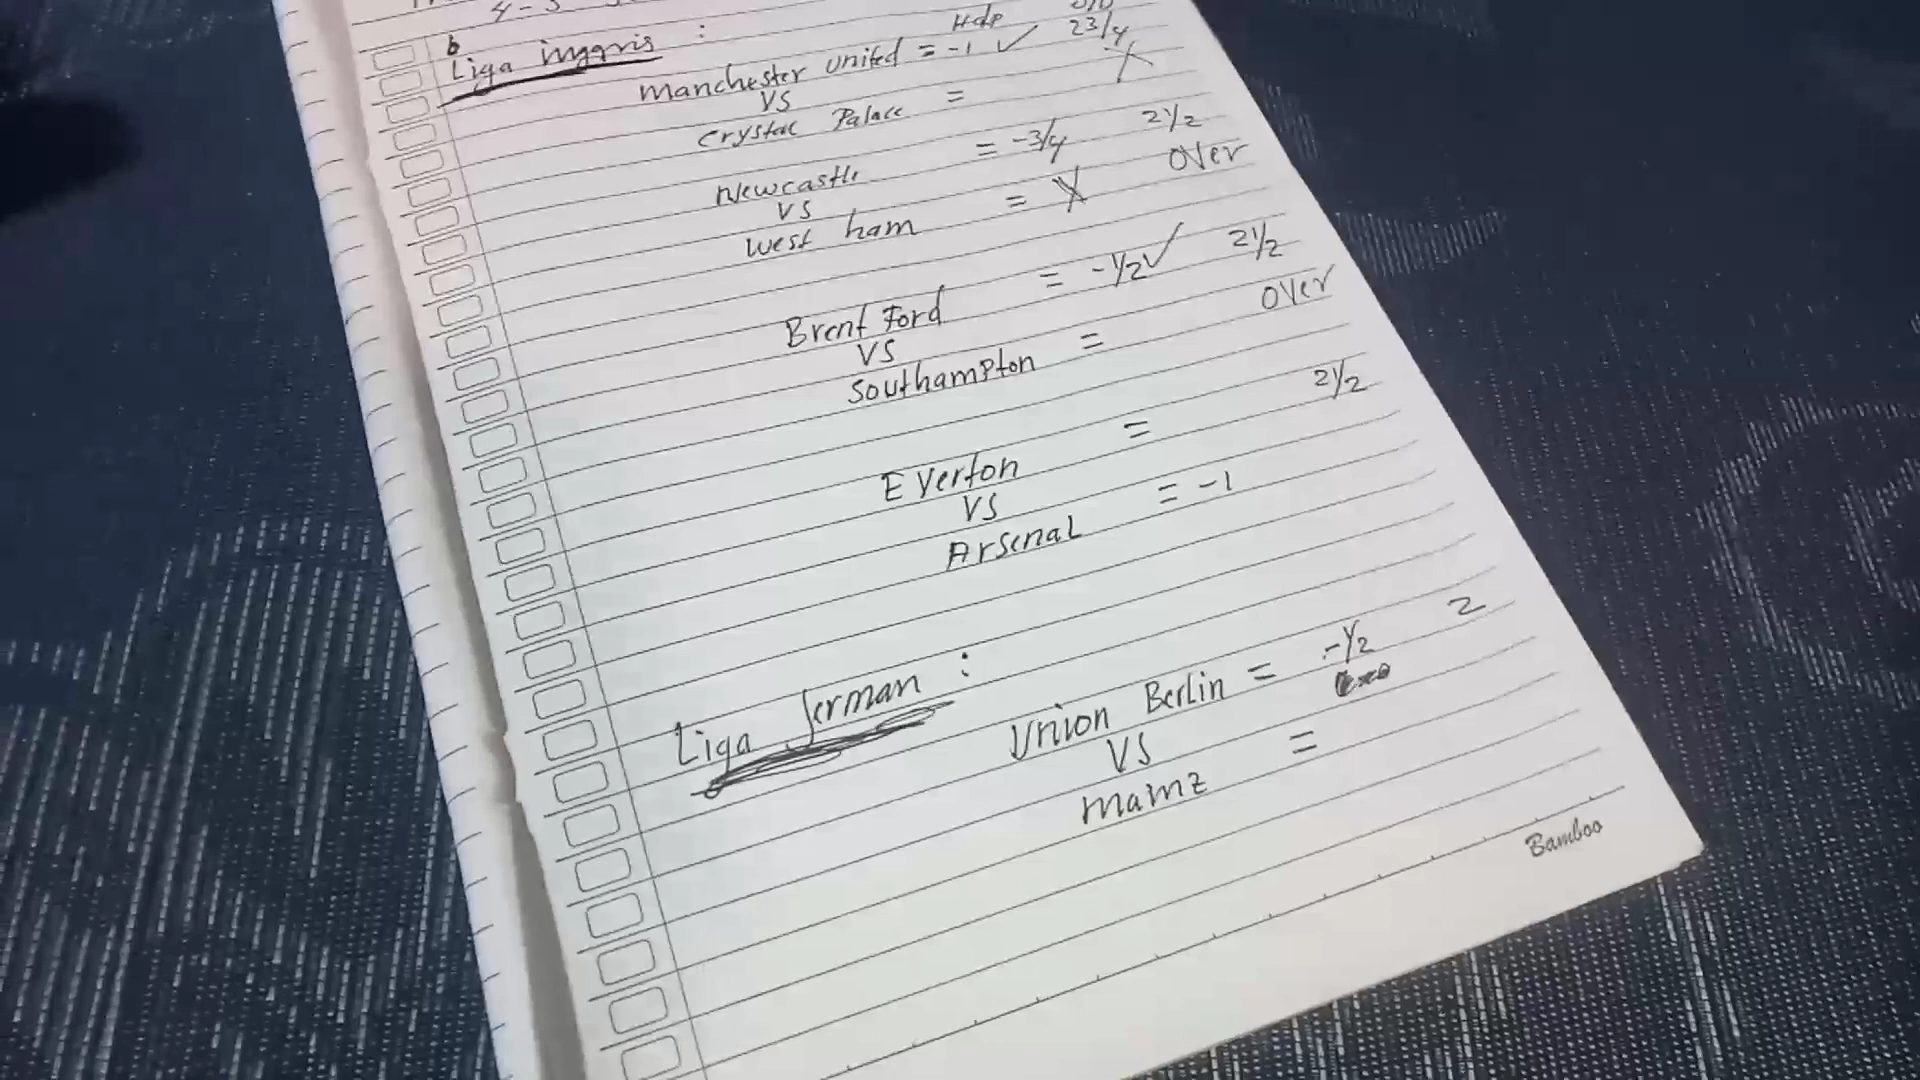 4-3
b
Liga inggris :
Hdp
manchester united = -1 ✓ 2 3/4
VS X
crystal Palace =
Newcastle = -3/4 2 1/2
VS over
west ham = X
Brent Ford = -1/2 ✓ 2 1/2
VS over
southampton =
Everton = 2 1/2
VS
Arsenal = -1
Liga Jerman :
Union Berlin = -1/2 2
VS
mainz =
Bamboo